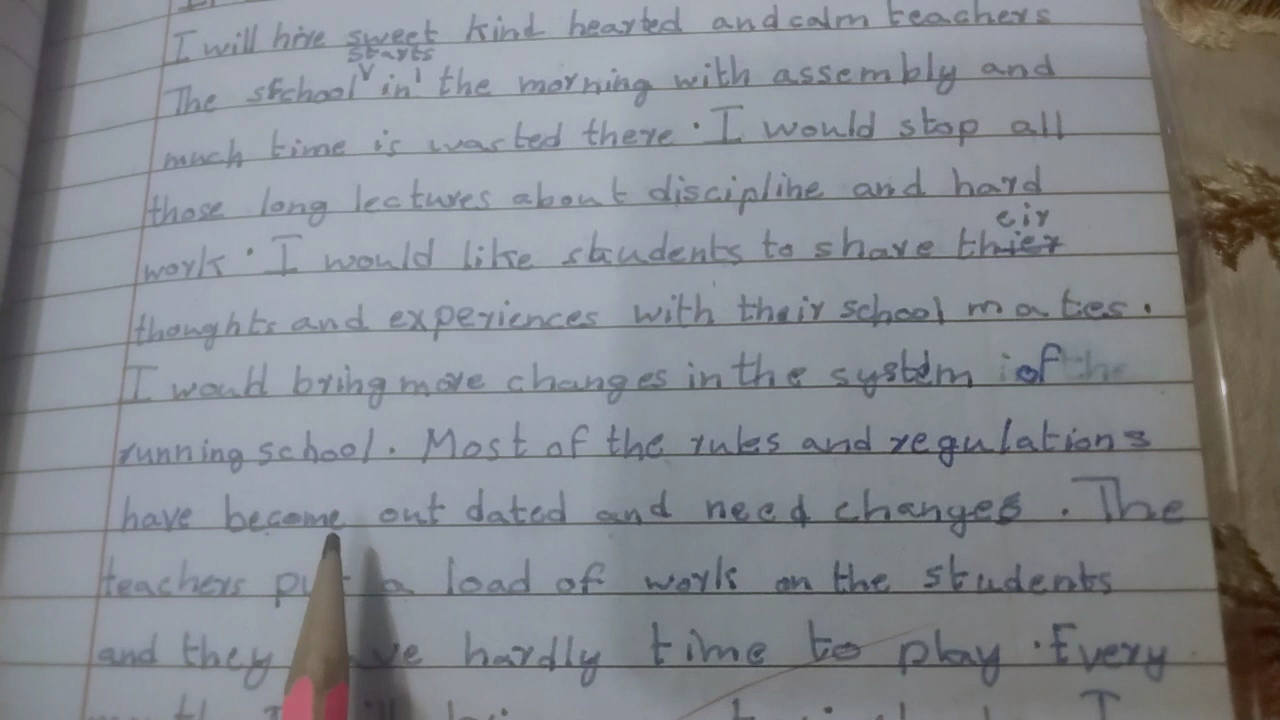 I will hire sweet kind hearted and calm teachers
starts
The school in the morning with assembly and
much time is wasted there. I would stop all
those long lectures about discipline and hard
eir
work. I would like students to share thier
thoughts and experiences with their school mates.
I would bring more changes in the system of the
running school. Most of the rules and regulations
have become out dated and need changes. The
teachers a load of work on the students
and they hardly time to play. Every